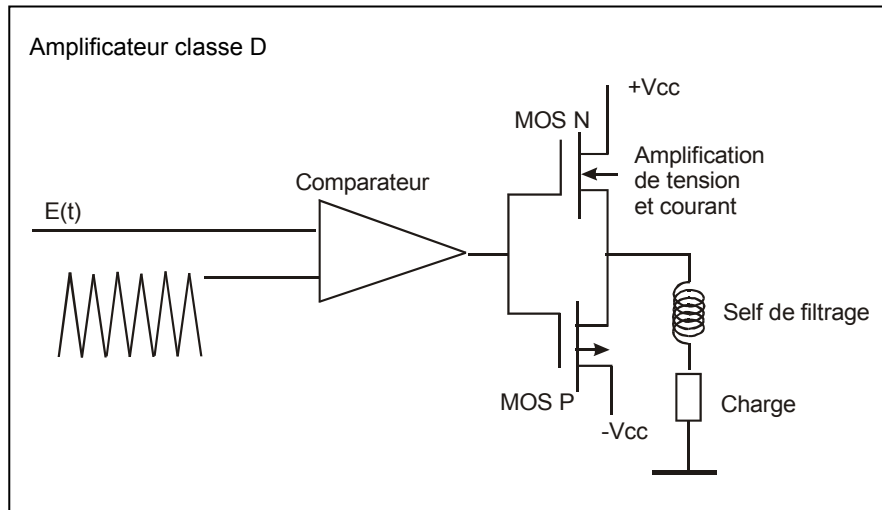 Amplificateur classe D
+Vcc
MOS N
Amplification
de tension
et courant
Comparateur
E(t)
Self de filtrage
MOS P
Charge
-Vcc